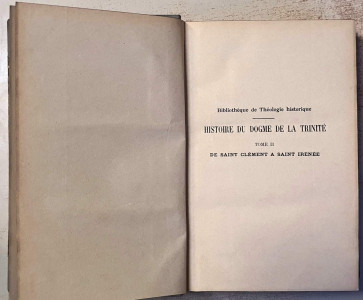 Bibliothèque de Théologie historique
HISTOIRE DU DOGME DE LA TRINITÉ
TOME II
DE SAINT CLÉMENT A SAINT IRÉNÉE